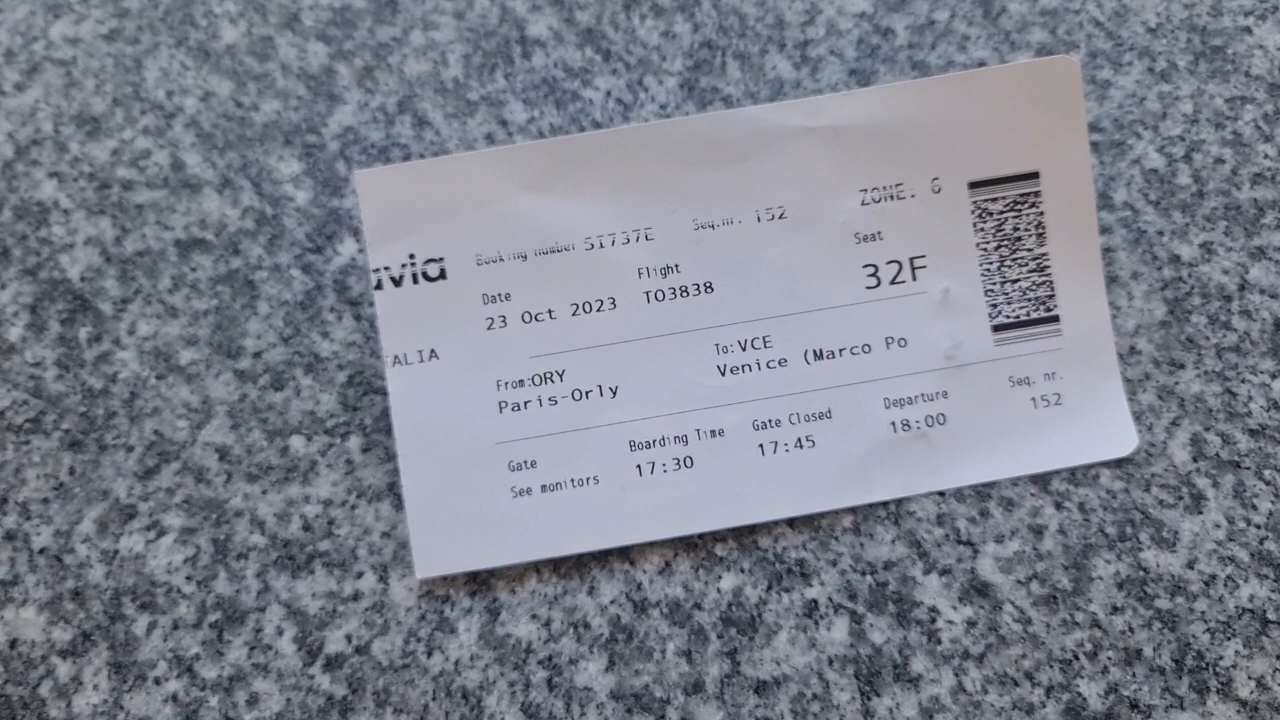 Booking number SI737E Seq.nr. 152 ZONE: 6
avia
Date Flight Seat
23 Oct 2023 TO3838 32F
ALIA
From:ORY To:VCE
Paris-Orly Venice (Marco Po
Gate Boarding Time Gate Closed Departure Seq. nr.
See monitors 17:30 17:45 18:00 152